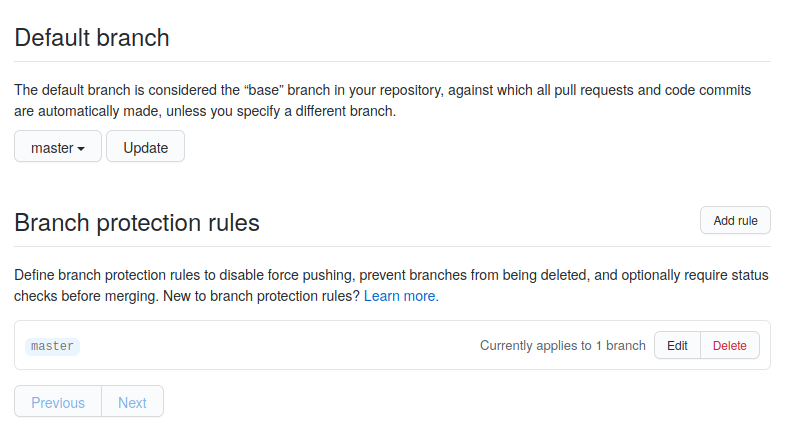 Default branch
The default branch is considered the “base” branch in your repository, against which all pull requests and code commits
are automatically made, unless you specify a different branch.
master Update
Branch protection rules Add rule
Define branch protection rules to disable force pushing, prevent branches from being deleted, and optionally require status
checks before merging. New to branch protection rules? Learn more.
master Currently applies to 1 branch Edit Delete
Previous Next